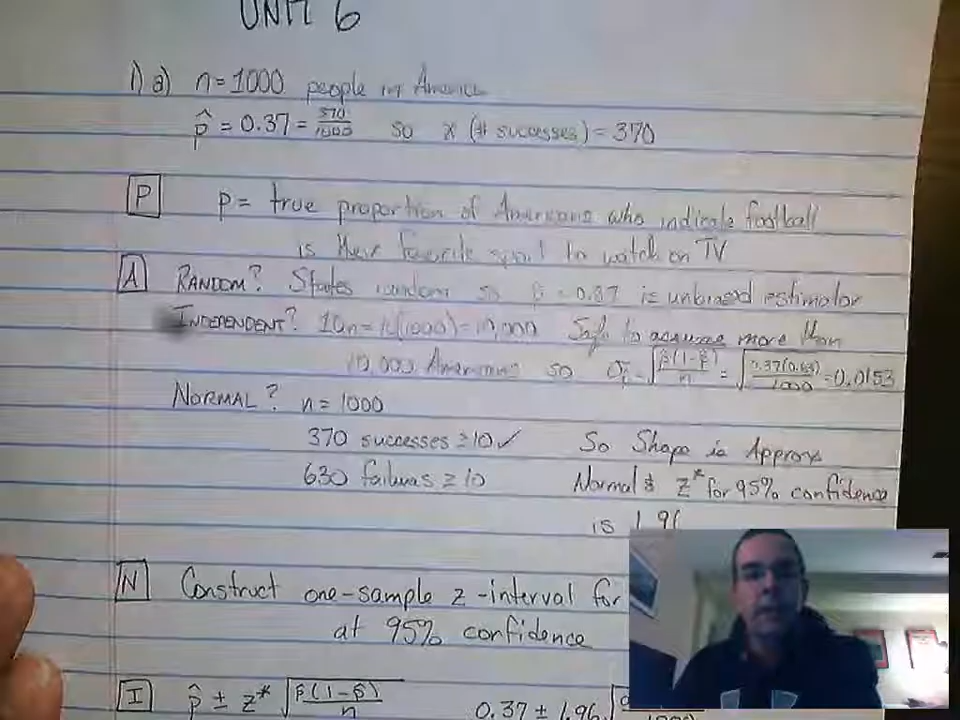 UNIT 6
1) a) n = 1000 people in America
p̂ = 0.37 = 370/1000 so x (# successes) = 370
P p = true proportion of Americans who indicate football
is their favorite sport to watch on TV
A RANDOM? States random so p̂ = 0.37 is unbiased estimator
INDEPENDENT? 10n = 10(1000) = 10,000 Safe to assume more than
10,000 Americans so σp̂ = √(p̂(1-p̂)/n) = √(0.37(0.63)/1000) = 0.0153
NORMAL? n = 1000
370 successes ≥10 ✓ So Shape is Approx
630 failures ≥ 10 Normal & z* for 95% confidence
is 1.96
N Construct one-sample z-interval for
at 95% confidence
I p̂ ± z* √(p̂(1-p̂)/n) 0.37 ± 1.96 √